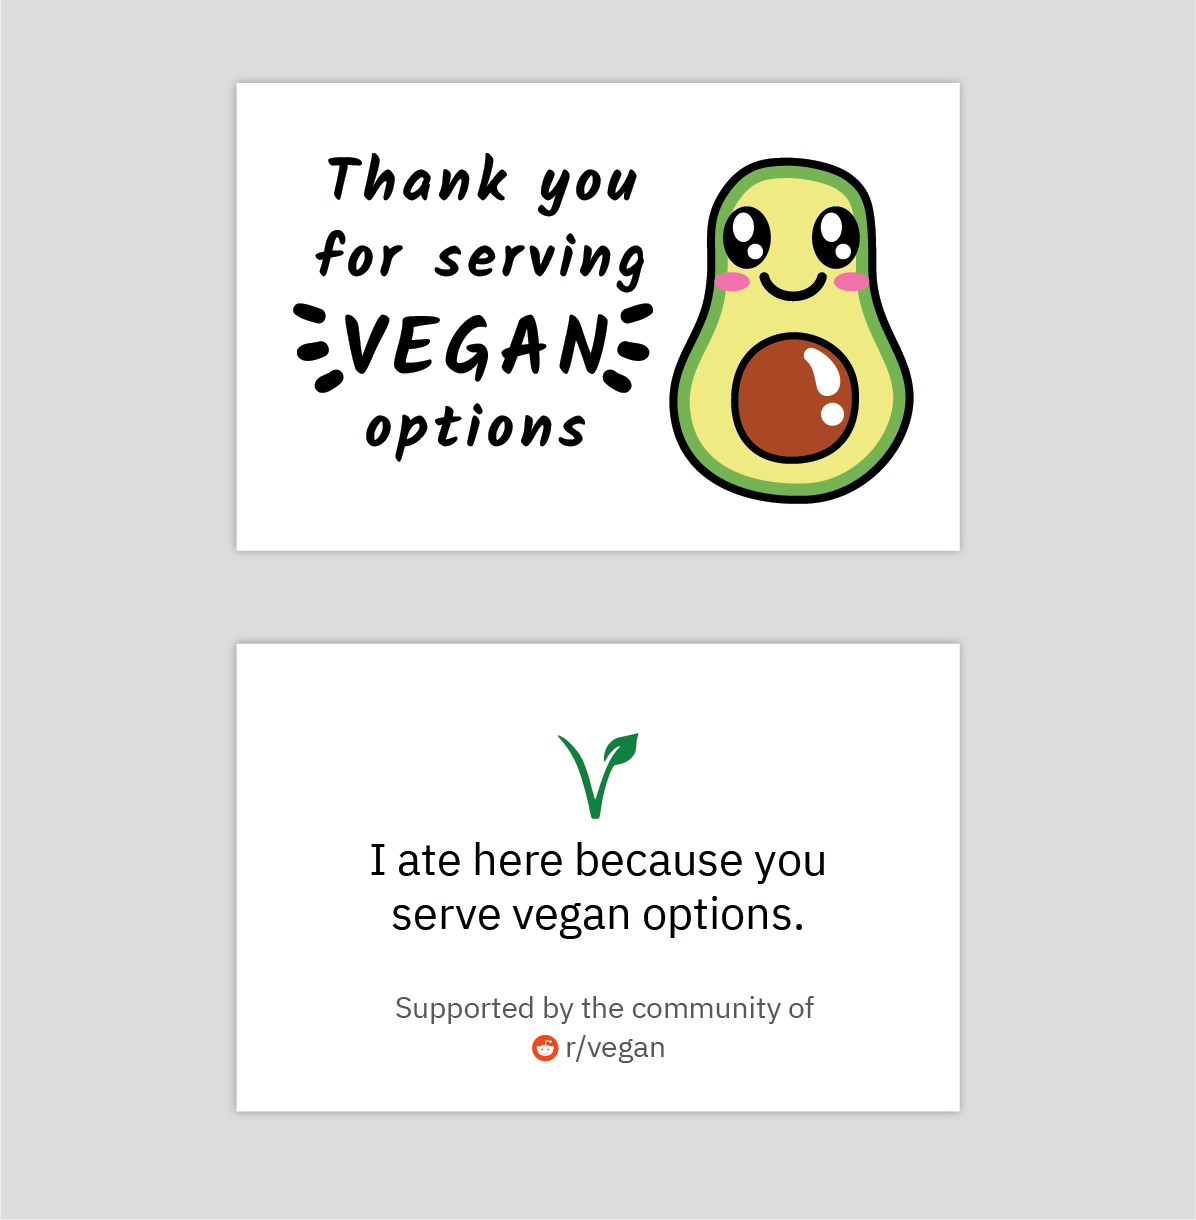 Thank you
for serving
VEGAN
options
I ate here because you
serve vegan options.
Supported by the community of
r/vegan